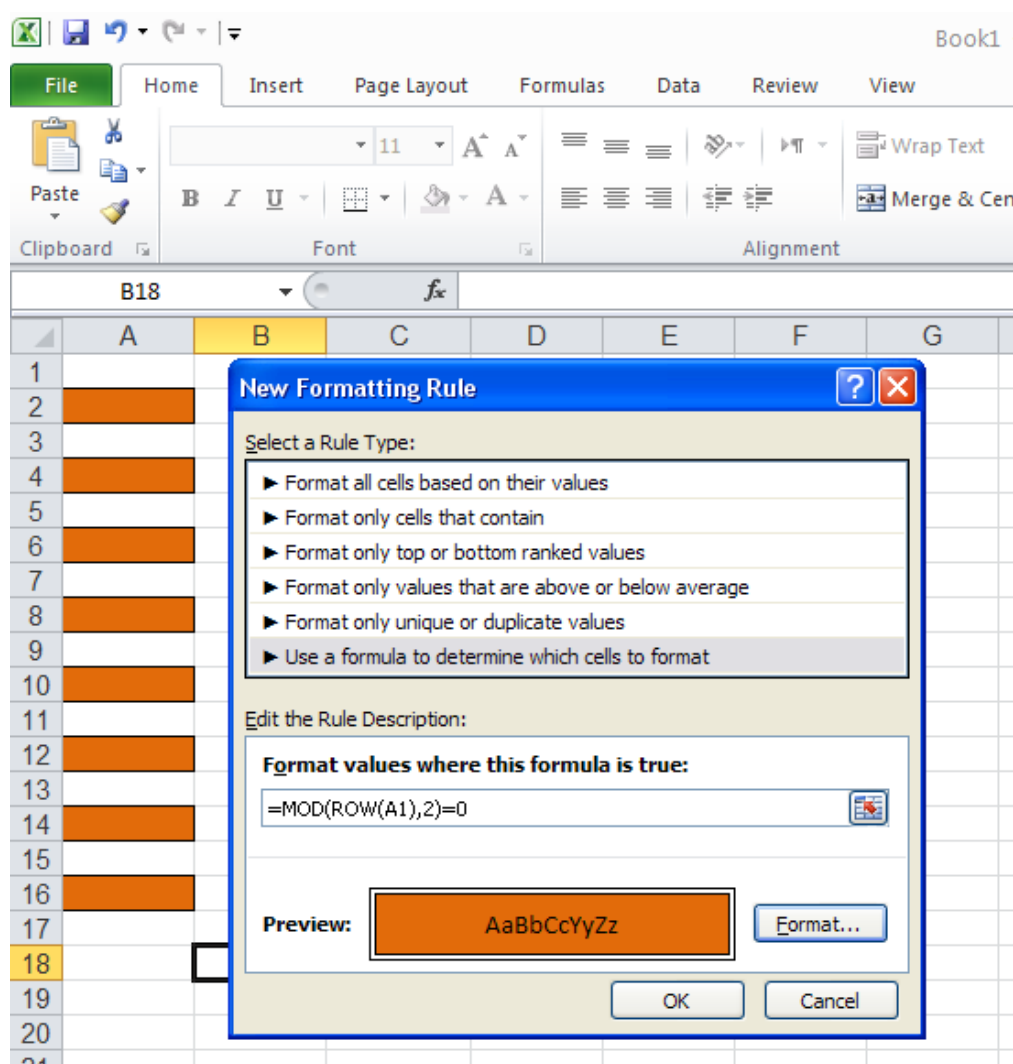 Book1
File Home Insert Page Layout Formulas Data Review View
11 A A Wrap Text
Paste B I U A Merge & Cen
Clipboard Font Alignment
B18 fx
A B C D E F G
1
New Formatting Rule ?
2
3 Select a Rule Type:
4 Format all cells based on their values
5 Format only cells that contain
6 Format only top or bottom ranked values
7 Format only values that are above or below average
8 Format only unique or duplicate values
9 Use a formula to determine which cells to format
10
11 Edit the Rule Description:
12 Format values where this formula is true:
13 =MOD(ROW(A1),2)=0
14
15
16
17 Preview: AaBbCcYyZz Format...
18
19 OK Cancel
20